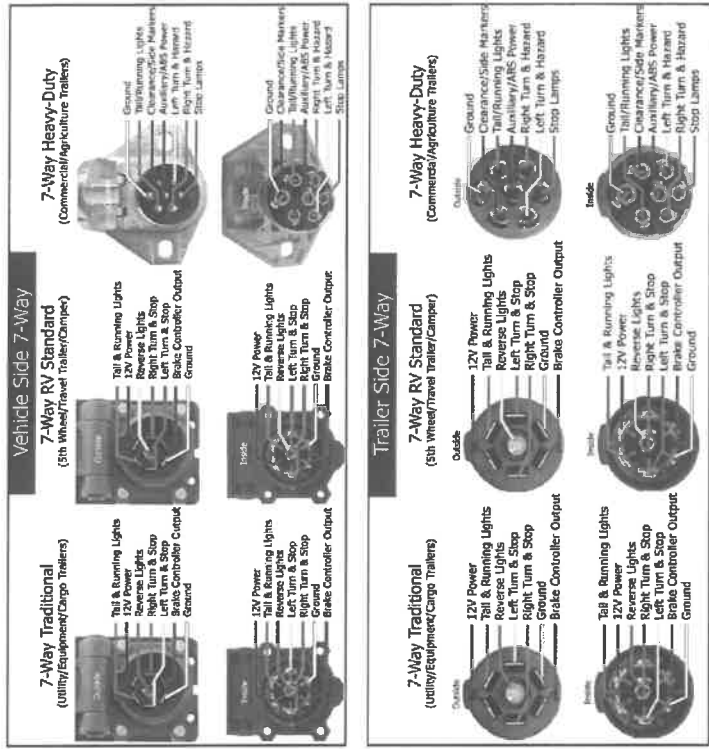 Vehicle Side 7-Way
7-Way Traditional
(Utility/Equipment/Cargo Trailers)
Outside
Tail & Running Lights
12V Power
Reverse Lights
Right Turn & Stop
Left Turn & Stop
Brake Controller Output
Ground
Inside
12V Power
Tail & Running Lights
Reverse Lights
Left Turn & Stop
Right Turn & Stop
Ground
Brake Controller Output
7-Way RV Standard
(5th Wheel/Travel Trailer/Camper)
Outside
Tail & Running Lights
12V Power
Reverse Lights
Right Turn & Stop
Left Turn & Stop
Brake Controller Output
Ground
Inside
12V Power
Tail & Running Lights
Reverse Lights
Left Turn & Stop
Right Turn & Stop
Ground
Brake Controller Output
7-Way Heavy-Duty
(Commercial/Agriculture Trailers)
Ground
Tail/Running Lights
Clearance/Side Markers
Auxiliary/ABS Power
Left Turn & Hazard
Right Turn & Hazard
Stop Lamps
Inside
Ground
Clearance/Side Markers
Tail/Running Lights
Auxiliary/ABS Power
Right Turn & Hazard
Left Turn & Hazard
Stop Lamps
Trailer Side 7-Way
7-Way Traditional
(Utility/Equipment/Cargo Trailers)
Outside
12V Power
Tail & Running Lights
Reverse Lights
Left Turn & Stop
Right Turn & Stop
Ground
Brake Controller Output
Inside
Tail & Running Lights
12V Power
Reverse Lights
Right Turn & Stop
Left Turn & Stop
Brake Controller Output
Ground
7-Way RV Standard
(5th Wheel/Travel Trailer/Camper)
Outside
12V Power
Tail & Running Lights
Reverse Lights
Left Turn & Stop
Right Turn & Stop
Ground
Brake Controller Output
Inside
Tail & Running Lights
12V Power
Reverse Lights
Right Turn & Stop
Left Turn & Stop
Brake Controller Output
Ground
7-Way Heavy-Duty
(Commercial/Agriculture Trailers)
Outside
Ground
Clearance/Side Markers
Tail/Running Lights
Auxiliary/ABS Power
Right Turn & Hazard
Left Turn & Hazard
Stop Lamps
Inside
Ground
Tail/Running Lights
Clearance/Side Markers
Auxiliary/ABS Power
Left Turn & Hazard
Right Turn & Hazard
Stop Lamps